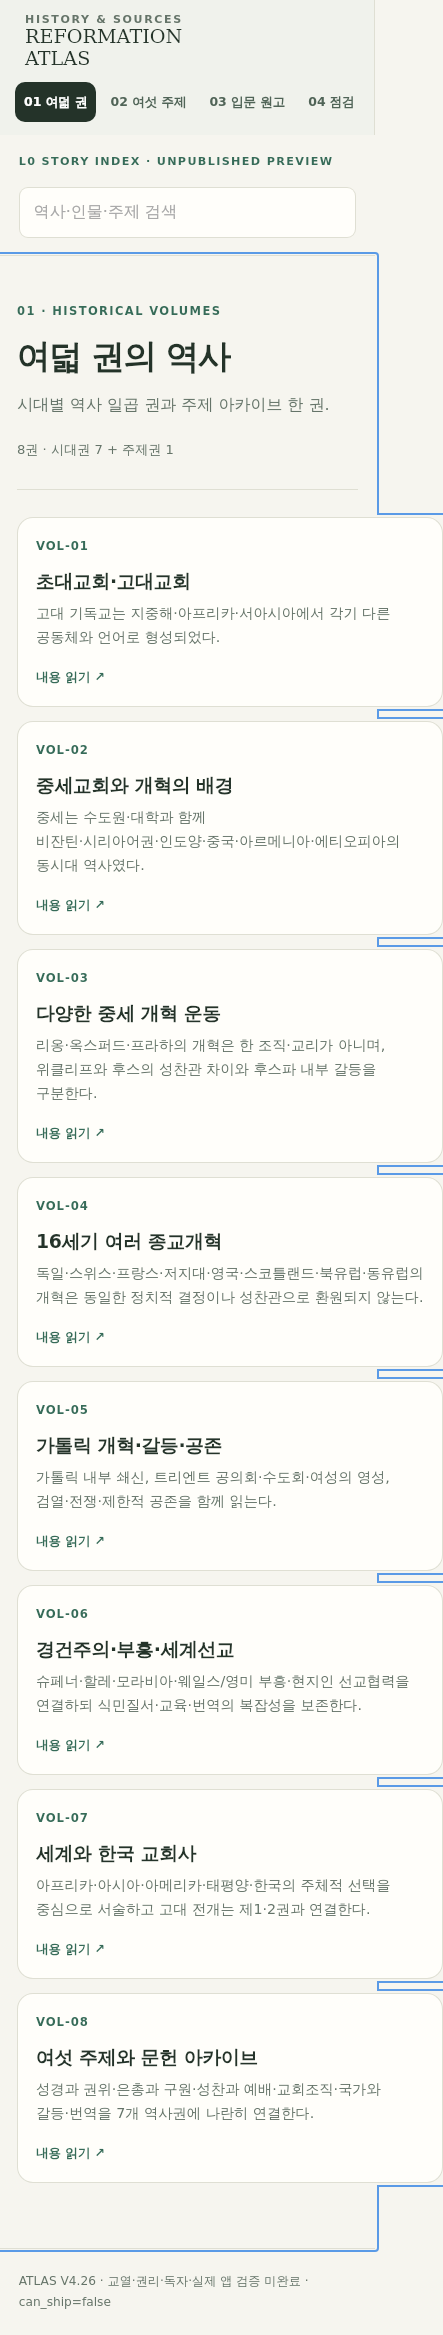 HISTORY & SOURCES
REFORMATION
ATLAS
01 여덟 권
02 여섯 주제
03 입문 원고
04 점검
L0 STORY INDEX · UNPUBLISHED PREVIEW
역사·인물·주제 검색
01 · HISTORICAL VOLUMES
여덟 권의 역사
시대별 역사 일곱 권과 주제 아카이브 한 권.
8권 · 시대권 7 + 주제권 1
VOL-01
초대교회·고대교회
고대 기독교는 지중해·아프리카·서아시아에서 각기 다른
공동체와 언어로 형성되었다.
내용 읽기 ↗
VOL-02
중세교회와 개혁의 배경
중세는 수도원·대학과 함께
비잔틴·시리아어권·인도양·중국·아르메니아·에티오피아의
동시대 역사였다.
내용 읽기 ↗
VOL-03
다양한 중세 개혁 운동
리옹·옥스퍼드·프라하의 개혁은 한 조직·교리가 아니며,
위클리프와 후스의 성찬관 차이와 후스파 내부 갈등을
구분한다.
내용 읽기 ↗
VOL-04
16세기 여러 종교개혁
독일·스위스·프랑스·저지대·영국·스코틀랜드·북유럽·동유럽의
개혁은 동일한 정치적 결정이나 성찬관으로 환원되지 않는다.
내용 읽기 ↗
VOL-05
가톨릭 개혁·갈등·공존
가톨릭 내부 쇄신, 트리엔트 공의회·수도회·여성의 영성,
검열·전쟁·제한적 공존을 함께 읽는다.
내용 읽기 ↗
VOL-06
경건주의·부흥·세계선교
슈페너·할레·모라비아·웨일스/영미 부흥·현지인 선교협력을
연결하되 식민질서·교육·번역의 복잡성을 보존한다.
내용 읽기 ↗
VOL-07
세계와 한국 교회사
아프리카·아시아·아메리카·태평양·한국의 주체적 선택을
중심으로 서술하고 고대 전개는 제1·2권과 연결한다.
내용 읽기 ↗
VOL-08
여섯 주제와 문헌 아카이브
성경과 권위·은총과 구원·성찬과 예배·교회조직·국가와
갈등·번역을 7개 역사권에 나란히 연결한다.
내용 읽기 ↗
ATLAS V4.26 · 교열·권리·독자·실제 앱 검증 미완료 ·
can_ship=false